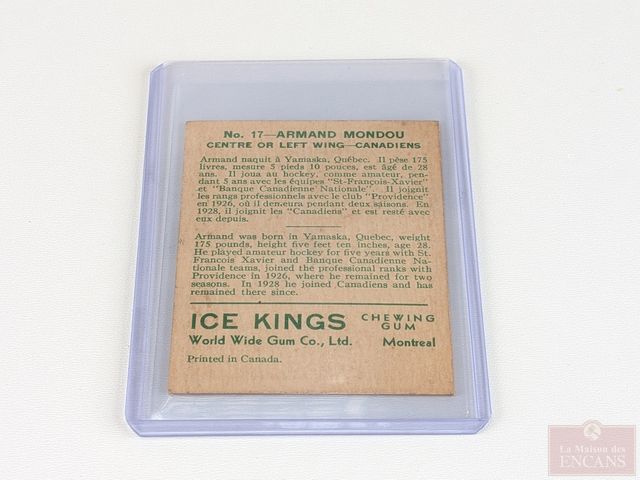 No. 17—ARMAND MONDOU
CENTRE OR LEFT WING—CANADIENS
Armand naquit à Yamaska, Québec. Il pèse 175
livres, mesure 5 pieds 10 pouces, est âgé de 28
ans. Il joua au hockey, comme amateur, pen-
dant 5 ans avec les équipes "St-François-Xavier"
et "Banque Canadienne Nationale". Il joignit
les rangs professionnels avec le club "Providence"
en 1926, où il demeura pendant deux saisons. En
1928, il joignit les "Canadiens" et est resté avec
eux depuis.
Armand was born in Yamaska, Quebec, weight
175 pounds, height five feet ten inches, age 28.
He played amateur hockey for five years with St.
Francois Xavier and Banque Canadienne Na-
tionale teams, joined the professional ranks with
Providence in 1926, where he remained for two
seasons. In 1928 he joined Canadiens and has
remained there since.
ICE KINGS CHEWING GUM
World Wide Gum Co., Ltd. Montreal
Printed in Canada.
La Maison des
ENCANS